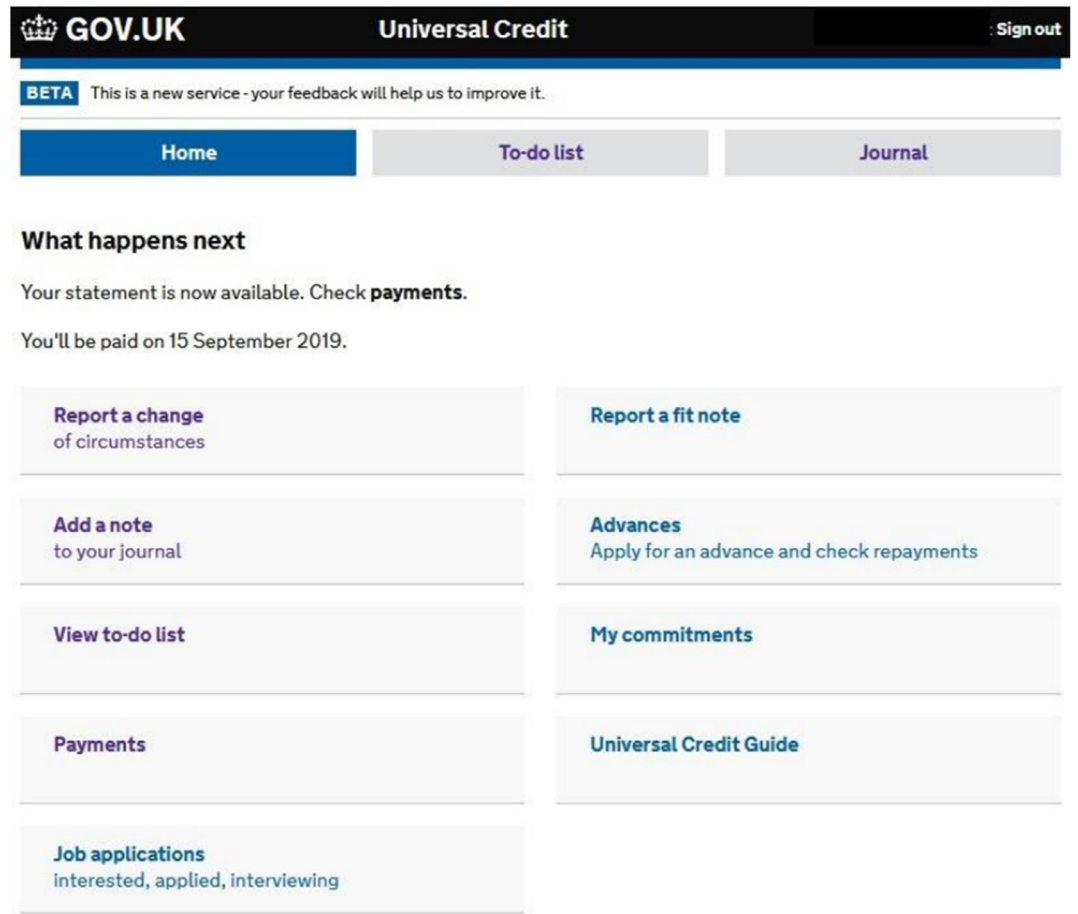 GOV.UK Universal Credit : Sign out
BETA This is a new service - your feedback will help us to improve it.
Home To-do list Journal
What happens next
Your statement is now available. Check payments.
You'll be paid on 15 September 2019.
Report a change
of circumstances
Report a fit note
Add a note
to your journal
Advances
Apply for an advance and check repayments
View to-do list
My commitments
Payments
Universal Credit Guide
Job applications
interested, applied, interviewing